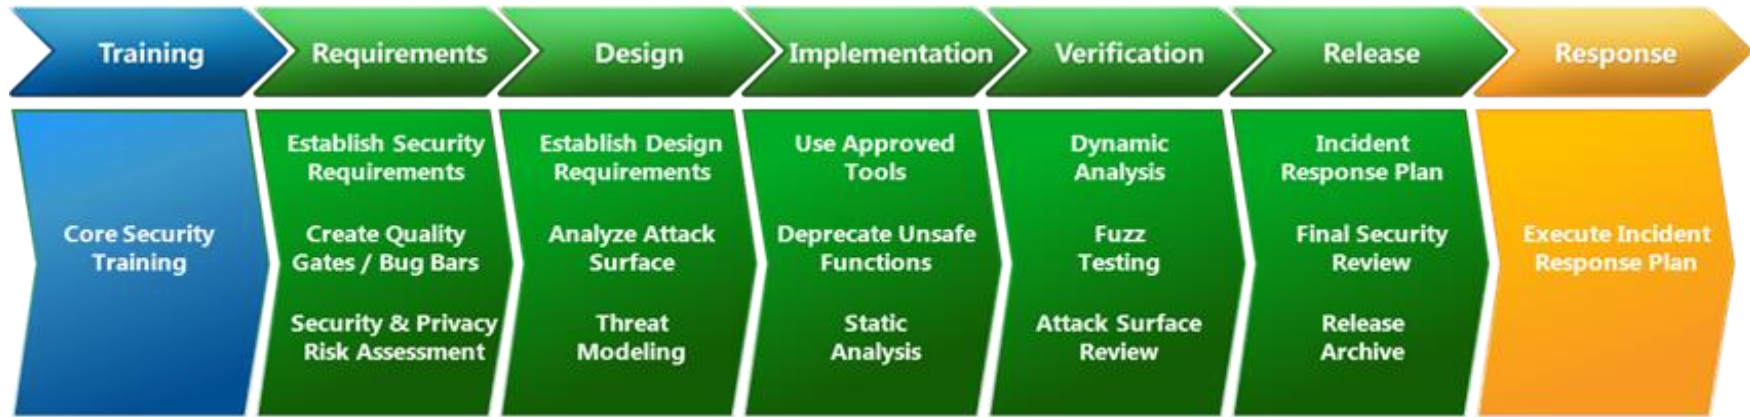 Training
Requirements
Design
Implementation
Verification
Release
Response
Core Security
Training
Establish Security
Requirements
Create Quality
Gates / Bug Bars
Security & Privacy
Risk Assessment
Establish Design
Requirements
Analyze Attack
Surface
Threat
Modeling
Use Approved
Tools
Deprecate Unsafe
Functions
Static
Analysis
Dynamic
Analysis
Fuzz
Testing
Attack Surface
Review
Incident
Response Plan
Final Security
Review
Release
Archive
Execute Incident
Response Plan